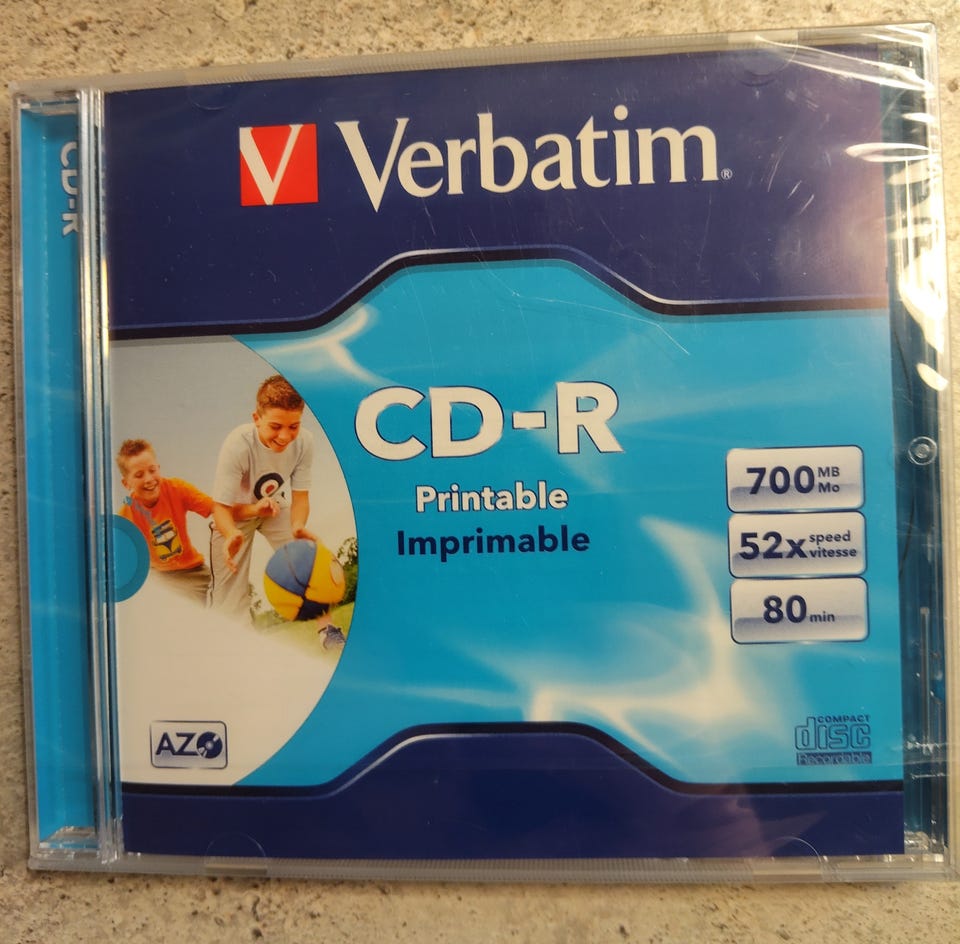 CD-R
V Verbatim®
CD-R
Printable
Imprimable
700 MB Mo
52x speed vitesse
80 min
AZO
COMPACT
disc
Recordable